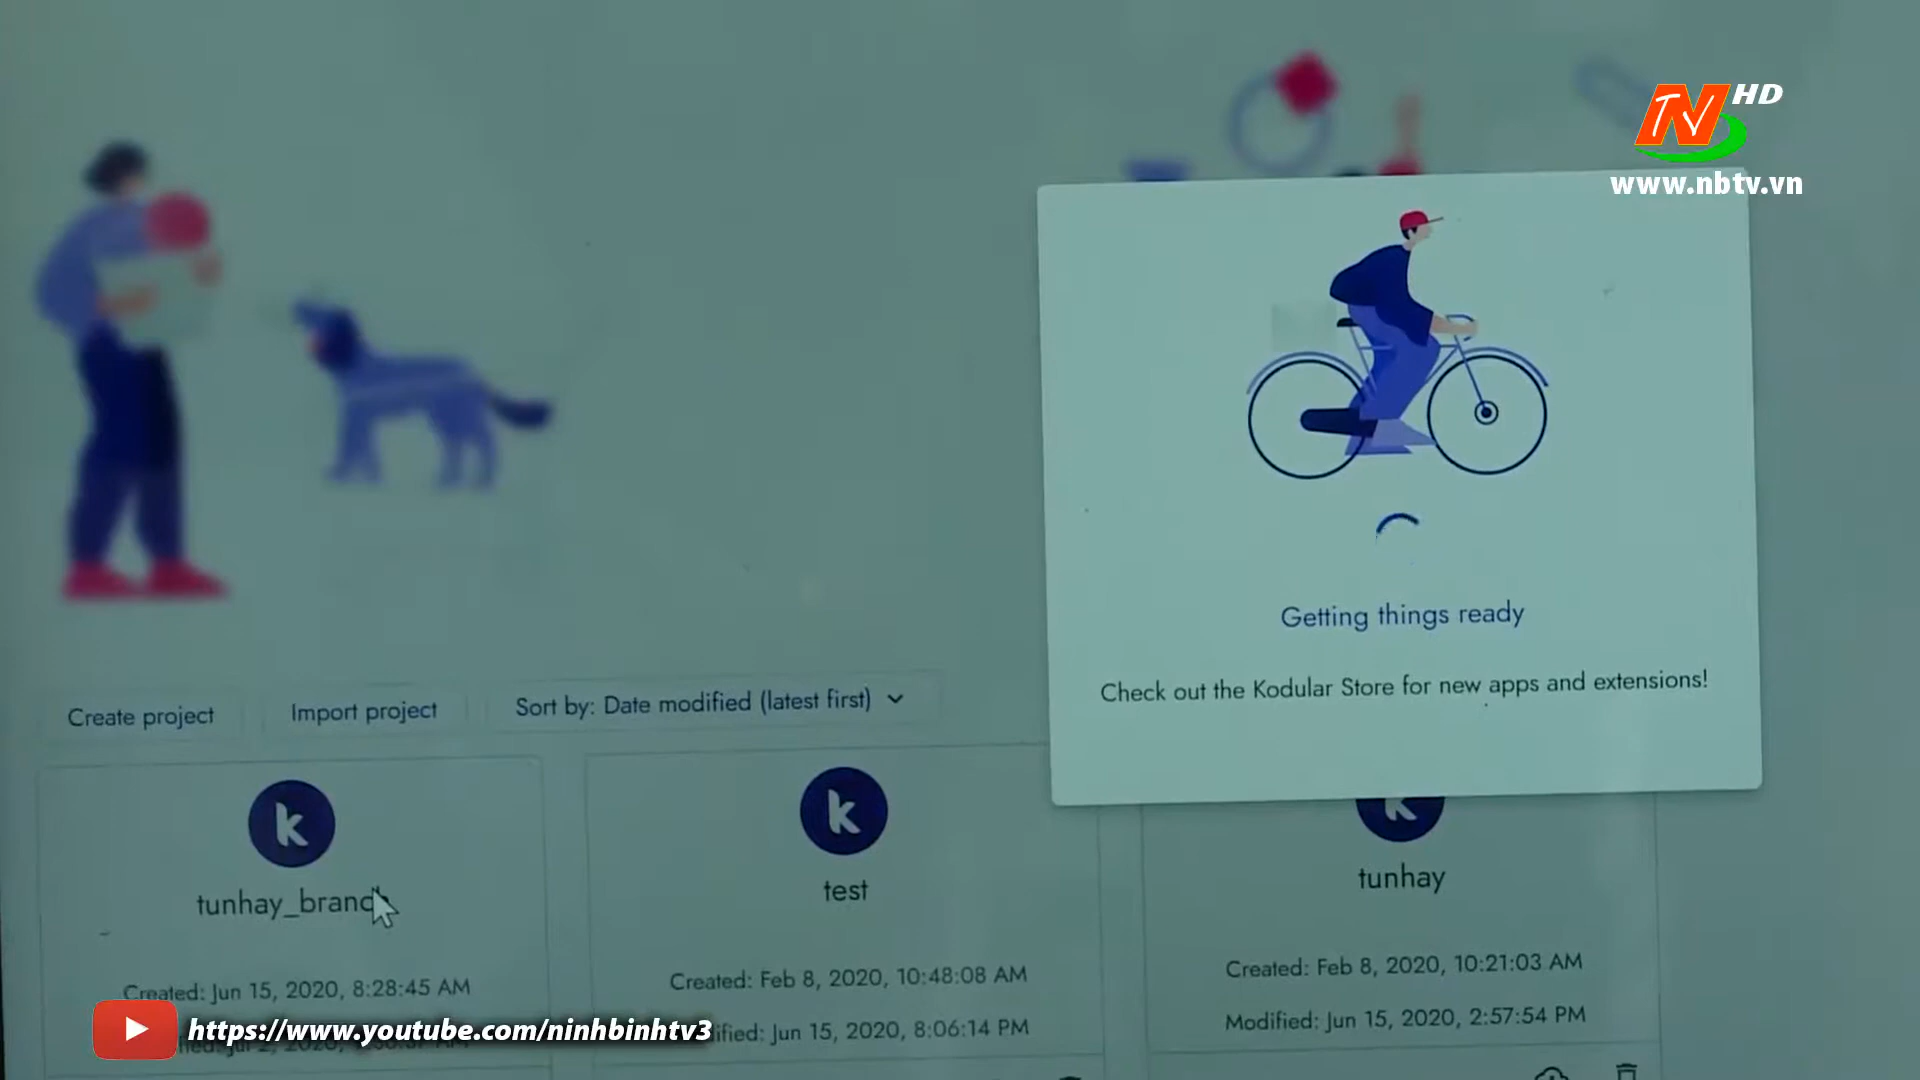 NTV HD
www.nbtv.vn
Getting things ready
Check out the Kodular Store for new apps and extensions!
Create project
Import project
Sort by: Date modified (latest first)
k
k
k
tunhay_branch
test
tunhay
Created: Jun 15, 2020, 8:28:45 AM
Created: Feb 8, 2020, 10:48:08 AM
Created: Feb 8, 2020, 10:21:03 AM
Modified: Jun 15, 2020, 8:06:14 PM
Modified: Jun 15, 2020, 2:57:54 PM
https://www.youtube.com/ninhbinhtv3